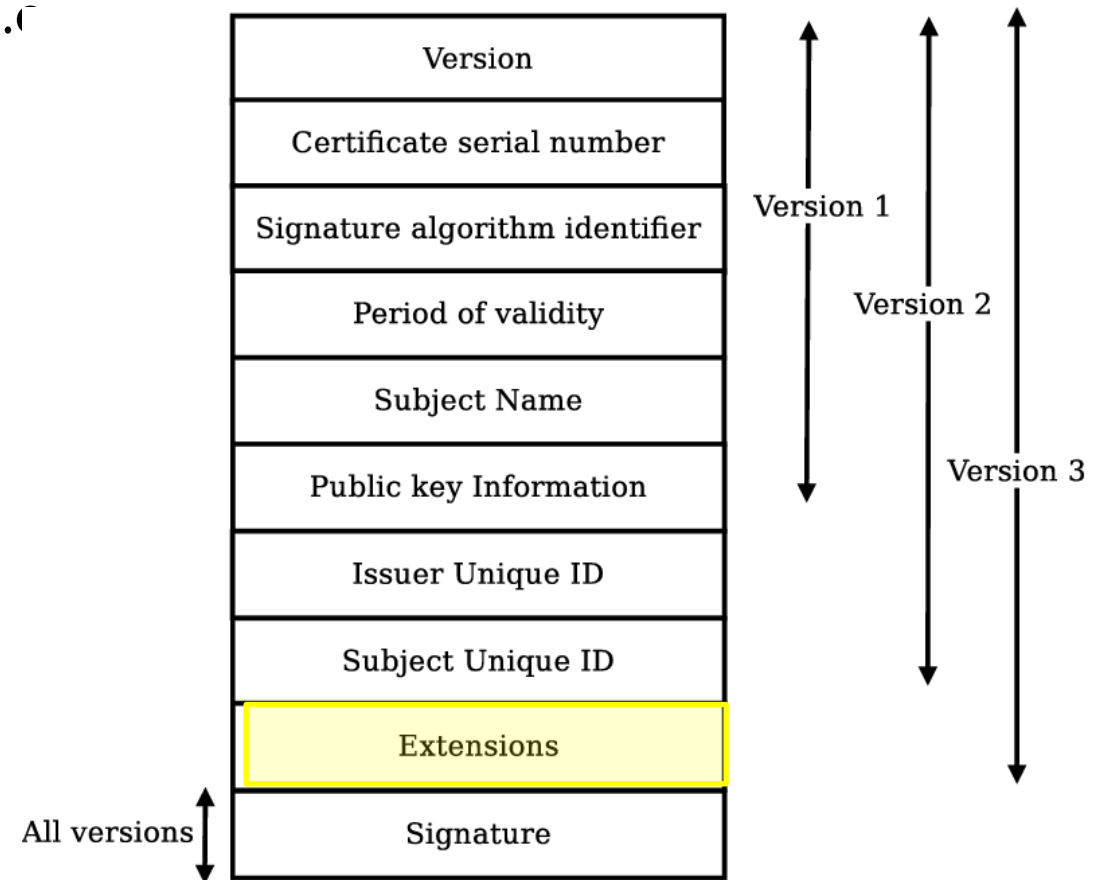 Version
Certificate serial number
Signature algorithm identifier
Version 1
Period of validity
Version 2
Subject Name
Public key Information
Version 3
Issuer Unique ID
Subject Unique ID
Extensions
All versions
Signature